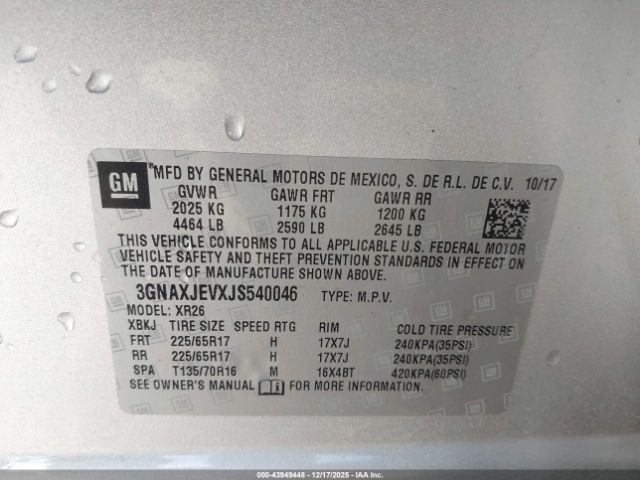 GM ®MFD BY GENERAL MOTORS DE MEXICO, S. DE R.L. DE C.V. 10/17
GVWR GAWR FRT GAWR RR
2025 KG 1175 KG 1200 KG
4464 LB 2590 LB 2645 LB
THIS VEHICLE CONFORMS TO ALL APPLICABLE U.S. FEDERAL MOTOR
VEHICLE SAFETY AND THEFT PREVENTION STANDARDS IN EFFECT ON
THE DATE OF MANUFACTURE SHOWN ABOVE.
3GNAXJEVXJS540046 TYPE: M.P.V.
MODEL: XR26
XBKJ TIRE SIZE SPEED RTG RIM COLD TIRE PRESSURE
FRT 225/65R17 H 17X7J 240KPA(35PSI)
RR 225/65R17 H 17X7J 240KPA(35PSI)
SPA T135/70R16 M 16X4BT 420KPA(60PSI)
SEE OWNER'S MANUAL FOR MORE INFORMATION.
000-43949448 - 12/17/2025 - IAAI.COM